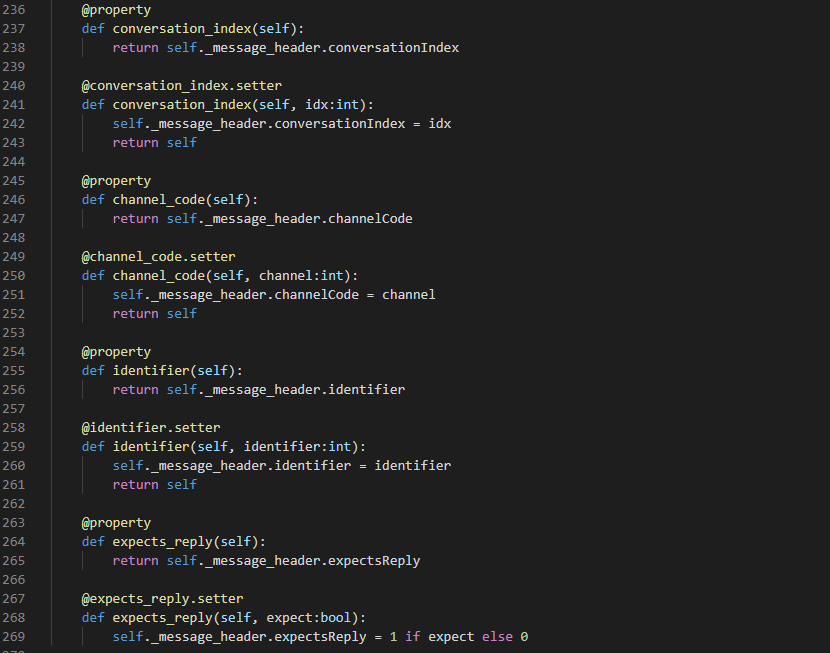 236 @property
237 def conversation_index(self):
238 return self._message_header.conversationIndex
239
240 @conversation_index.setter
241 def conversation_index(self, idx:int):
242 self._message_header.conversationIndex = idx
243 return self
244
245 @property
246 def channel_code(self):
247 return self._message_header.channelCode
248
249 @channel_code.setter
250 def channel_code(self, channel:int):
251 self._message_header.channelCode = channel
252 return self
253
254 @property
255 def identifier(self):
256 return self._message_header.identifier
257
258 @identifier.setter
259 def identifier(self, identifier:int):
260 self._message_header.identifier = identifier
261 return self
262
263 @property
264 def expects_reply(self):
265 return self._message_header.expectsReply
266
267 @expects_reply.setter
268 def expects_reply(self, expect:bool):
269 self._message_header.expectsReply = 1 if expect else 0